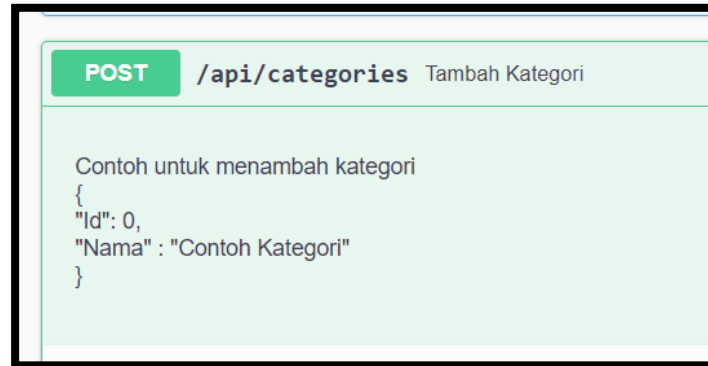 POST /api/categories Tambah Kategori
Contoh untuk menambah kategori
{
"Id": 0,
"Nama" : "Contoh Kategori"
}